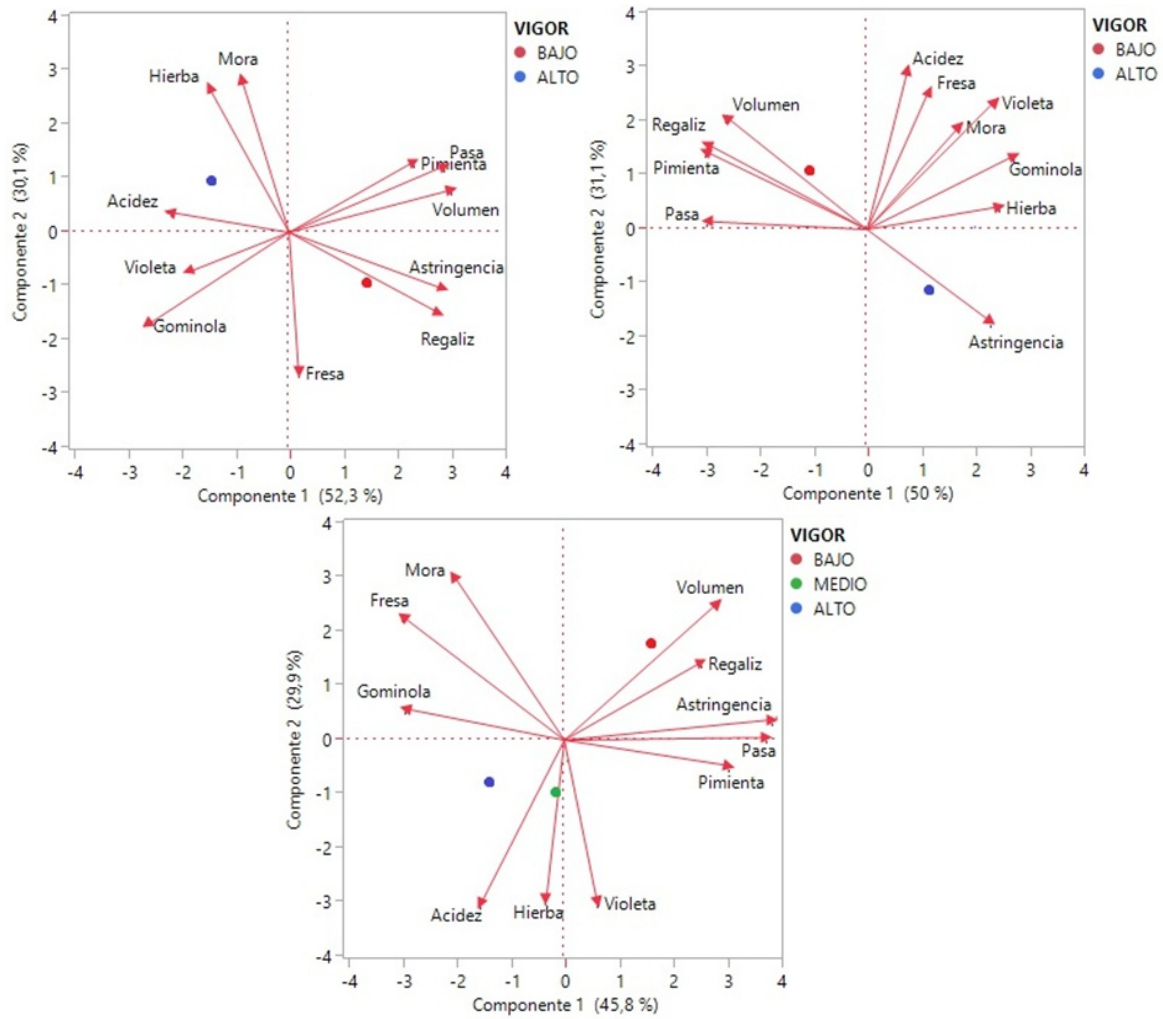 VIGOR
BAJO
ALTO
4
3
2
1
0
-1
-2
-3
-4
Componente 2 (30,1 %)
Mora
Hierba
Pasa
Pimienta
Acidez
Volumen
Violeta
Astringencia
Gominola
Regaliz
Fresa
-4 -3 -2 -1 0 1 2 3 4
Componente 1 (52,3 %)
VIGOR
BAJO
ALTO
4
3
2
1
0
-1
-2
-3
-4
Componente 2 (31,1 %)
Acidez
Fresa
Volumen
Violeta
Regaliz
Mora
Pimienta
Gominola
Pasa
Hierba
Astringencia
-4 -3 -2 -1 0 1 2 3 4
Componente 1 (50 %)
VIGOR
BAJO
MEDIO
ALTO
4
3
2
1
0
-1
-2
-3
-4
Componente 2 (29,9 %)
Mora
Volumen
Fresa
Regaliz
Gominola
Astringencia
Pasa
Pimienta
Acidez
Hierba
Violeta
-4 -3 -2 -1 0 1 2 3 4
Componente 1 (45,8 %)